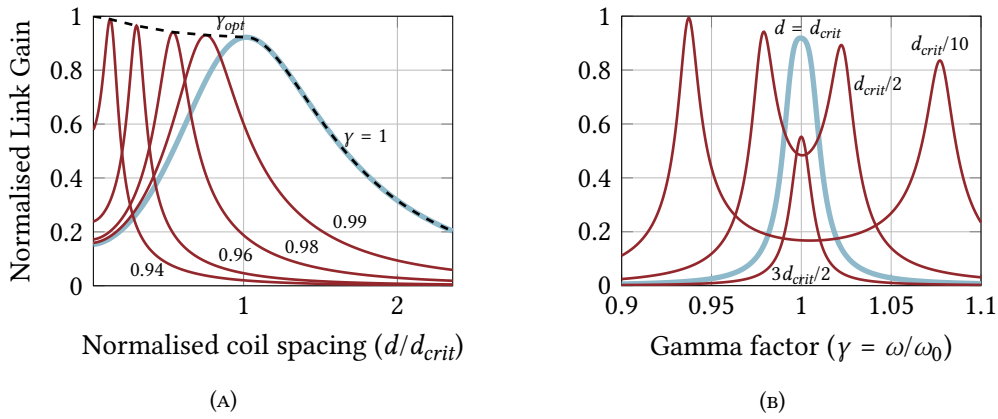 Normalised Link Gain
1
0.8
0.6
0.4
0.2
0
γopt
γ = 1
0.99
0.98
0.96
0.94
1
2
Normalised coil spacing (d/dcrit)
(A)
1
0.8
0.6
0.4
0.2
0
d = dcrit
dcrit/10
dcrit/2
3dcrit/2
0.9
0.95
1
1.05
1.1
Gamma factor (γ = ω/ω0)
(B)